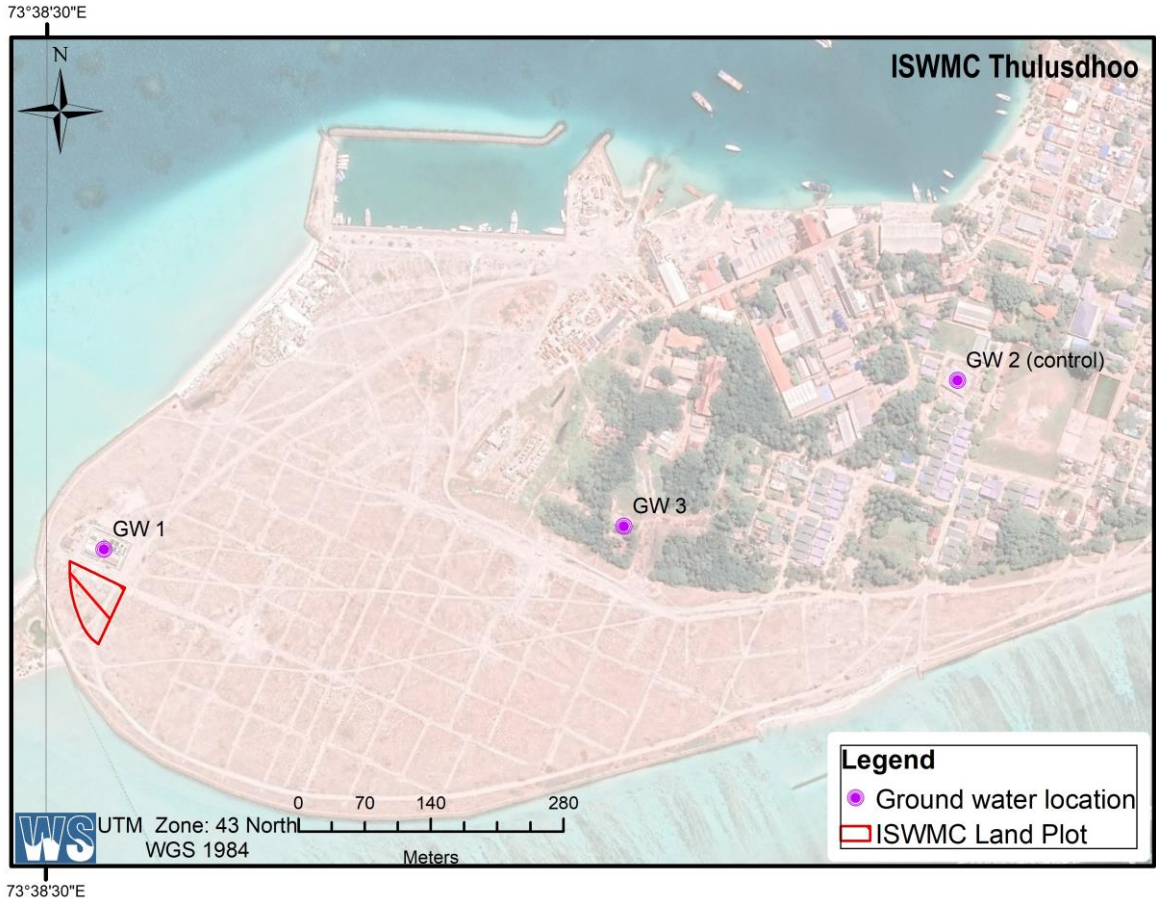 73°38'30"E
N
ISWMC Thulusdhoo
GW 2 (control)
GW 3
GW 1
Legend
Ground water location
ISWMC Land Plot
0 70 140 280
Meters
WS
UTM Zone: 43 North
WGS 1984
73°38'30"E